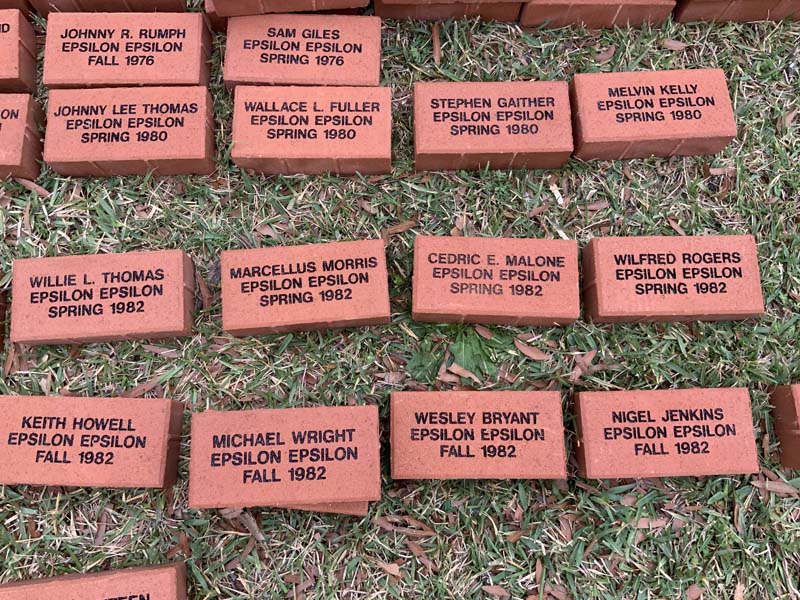 JOHNNY R. RUMPH
EPSILON EPSILON
FALL 1976
SAM GILES
EPSILON EPSILON
SPRING 1976
JOHNNY LEE THOMAS
EPSILON EPSILON
SPRING 1980
WALLACE L. FULLER
EPSILON EPSILON
SPRING 1980
STEPHEN GAITHER
EPSILON EPSILON
SPRING 1980
MELVIN KELLY
EPSILON EPSILON
SPRING 1980
WILLIE L. THOMAS
EPSILON EPSILON
SPRING 1982
MARCELLUS MORRIS
EPSILON EPSILON
SPRING 1982
CEDRIC E. MALONE
EPSILON EPSILON
SPRING 1982
WILFRED ROGERS
EPSILON EPSILON
SPRING 1982
KEITH HOWELL
EPSILON EPSILON
FALL 1982
MICHAEL WRIGHT
EPSILON EPSILON
FALL 1982
WESLEY BRYANT
EPSILON EPSILON
FALL 1982
NIGEL JENKINS
EPSILON EPSILON
FALL 1982